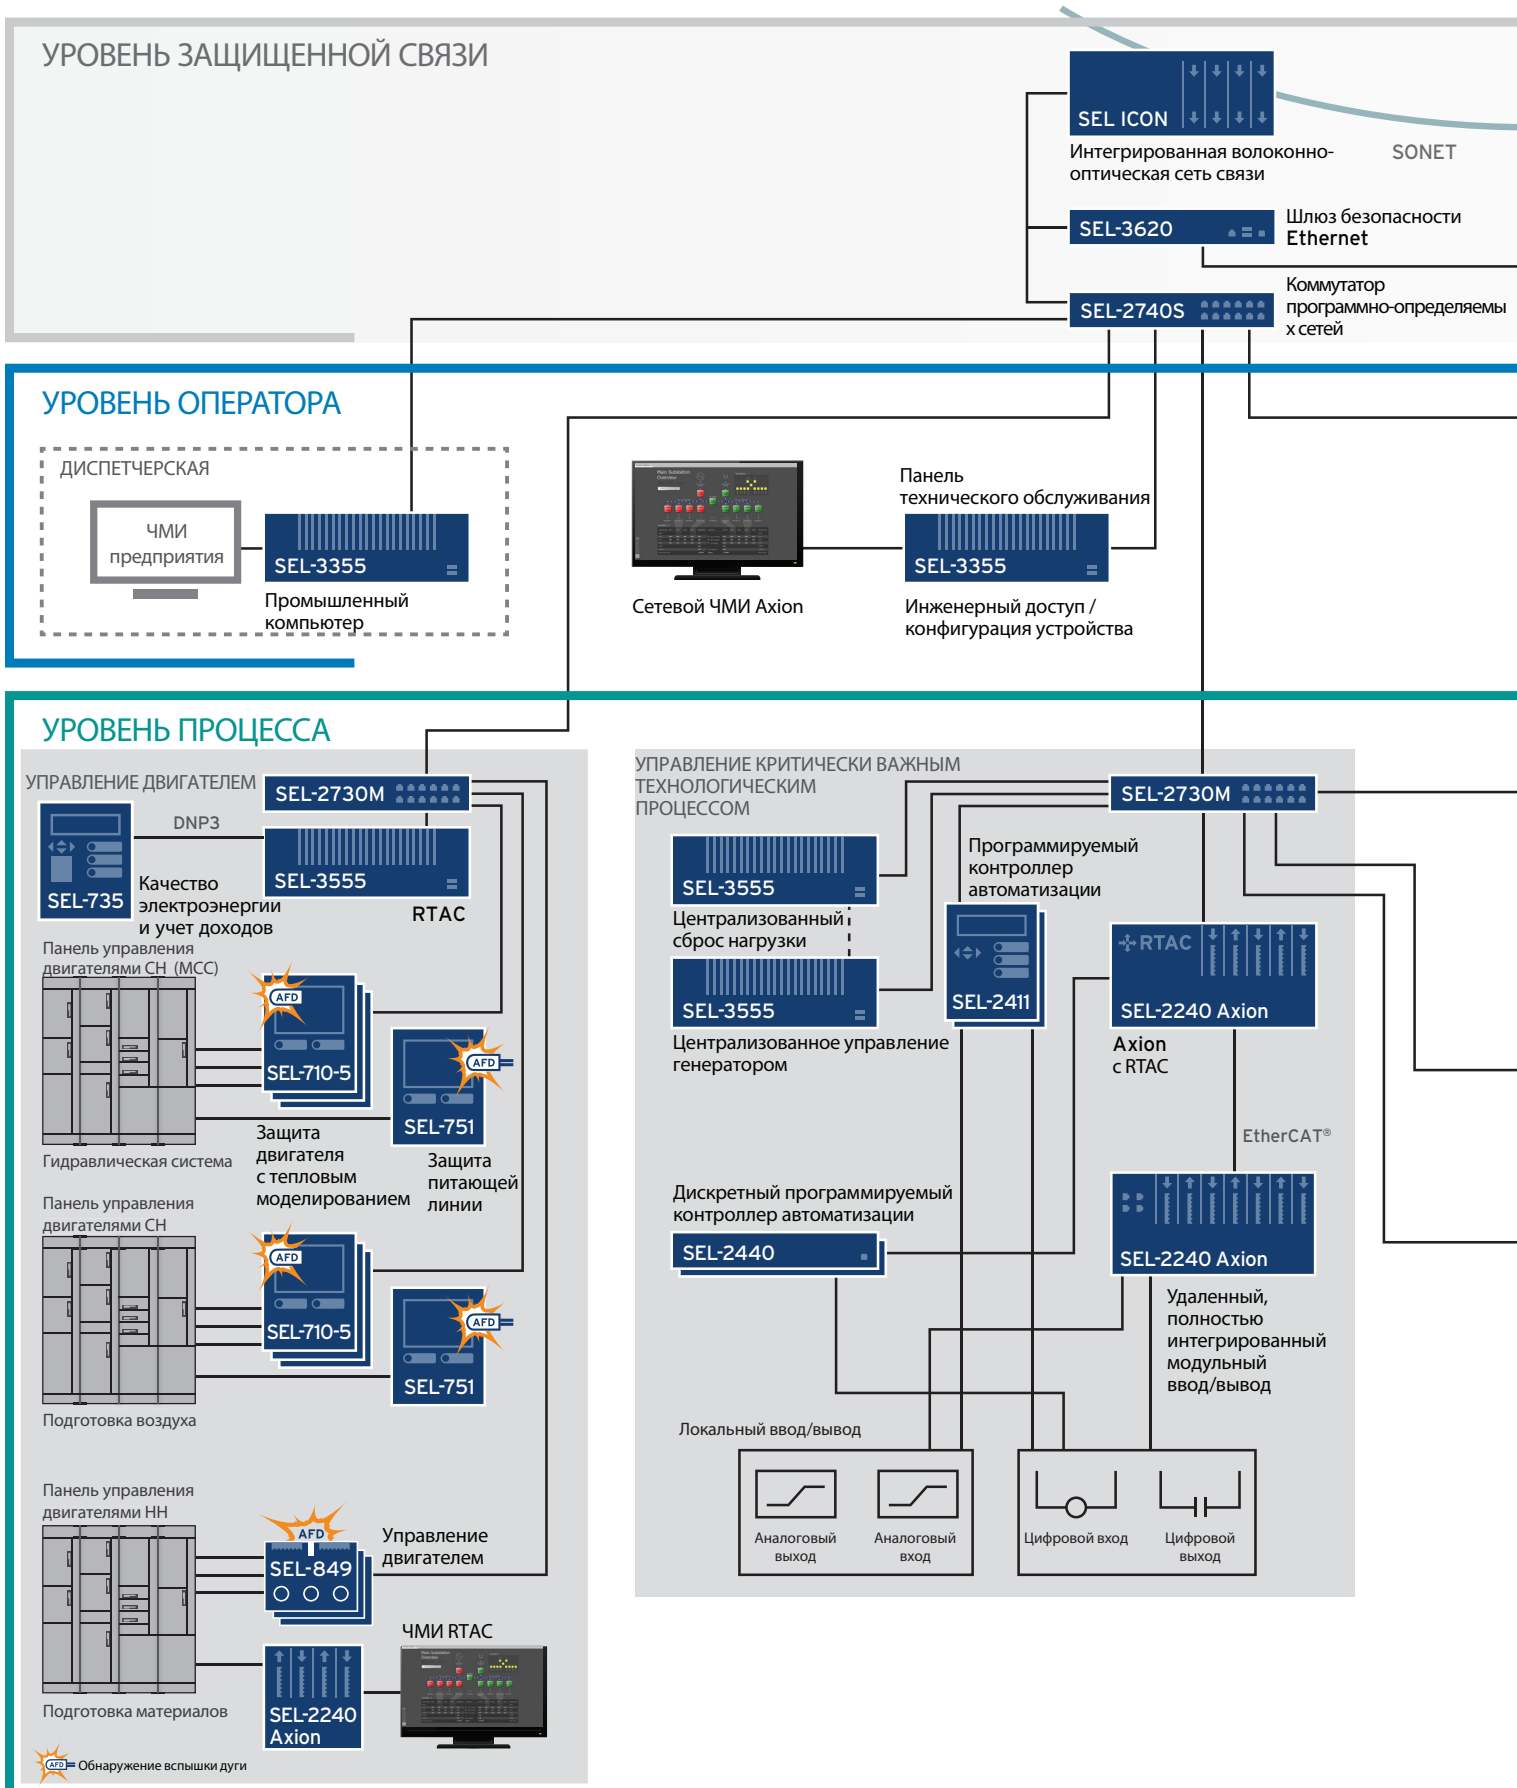 УРОВЕНЬ ЗАЩИЩЕННОЙ СВЯЗИ
SEL ICON
Интегрированная волоконно-
оптическая сеть связи
SONET
SEL-3620
Шлюз безопасности
Ethernet
SEL-2740S
Коммутатор
программно-определяемы
х сетей
УРОВЕНЬ ОПЕРАТОРА
ДИСПЕТЧЕРСКАЯ
ЧМИ
предприятия
SEL-3355
Промышленный
компьютер
Main Substation
Overview
Сетевой ЧМИ Axion
Панель
технического обслуживания
SEL-3355
Инженерный доступ /
конфигурация устройства
УРОВЕНЬ ПРОЦЕССА
УПРАВЛЕНИЕ ДВИГАТЕЛЕМ
SEL-2730M
DNP3
SEL-735
SEL-3555
RTAC
Качество
электроэнергии
и учет доходов
Панель управления
двигателями СН (МСС)
AFD
SEL-710-5
AFD
SEL-751
Гидравлическая система
Защита
двигателя
с тепловым
моделированием
Защита
питающей
линии
Панель управления
двигателями СН
AFD
SEL-710-5
AFD
SEL-751
Подготовка воздуха
Панель управления
двигателями НН
AFD
SEL-849
Управление
двигателем
ЧМИ RTAC
Main Substation
Overview
SEL-2240
Axion
Подготовка материалов
AFD
Обнаружение вспышки дуги
УПРАВЛЕНИЕ КРИТИЧЕСКИ ВАЖНЫМ
ТЕХНОЛОГИЧЕСКИМ
ПРОЦЕССОМ
SEL-2730M
SEL-3555
Централизованный
сброс нагрузки
SEL-3555
Централизованное управление
генератором
Программируемый
контроллер
автоматизации
SEL-2411
RTAC
SEL-2240 Axion
Axion
с RTAC
EtherCAT®
Дискретный программируемый
контроллер автоматизации
SEL-2440
SEL-2240 Axion
Удаленный,
полностью
интегрированный
модульный
ввод/вывод
Локальный ввод/вывод
Аналоговый
выход
Аналоговый
вход
Цифровой вход
Цифровой
выход